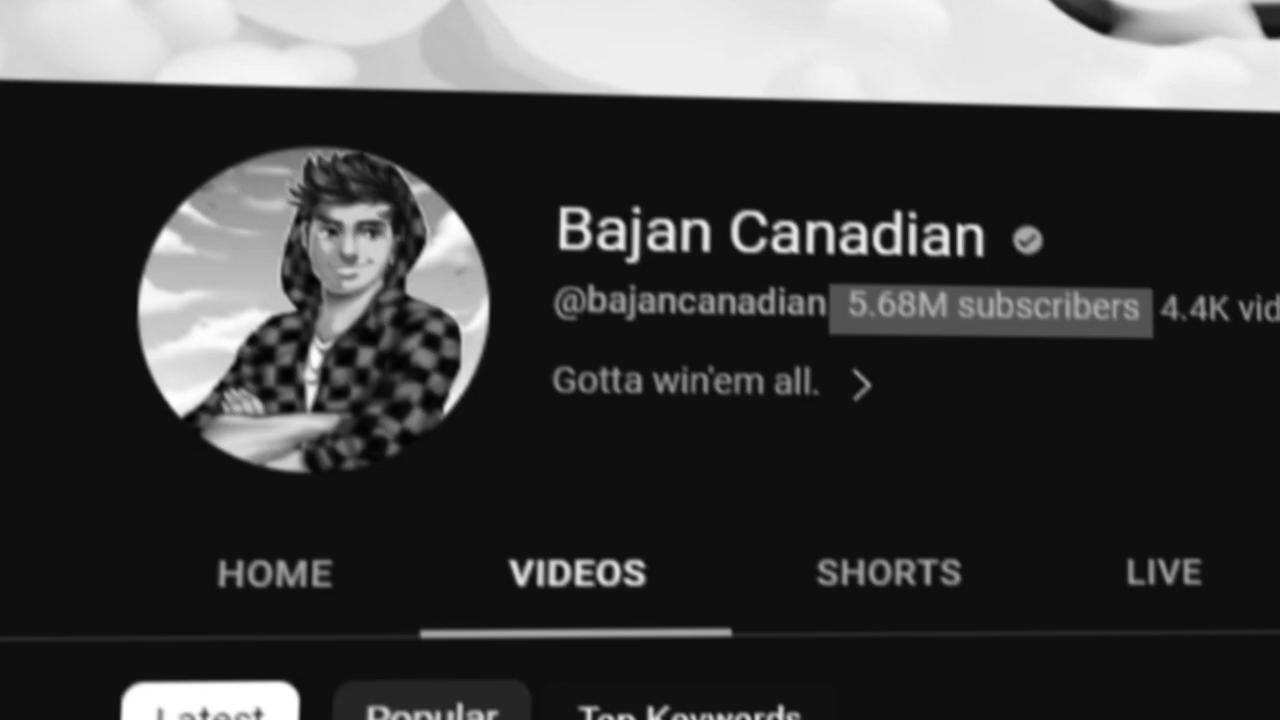 Bajan Canadian
@bajancanadian 5.68M subscribers 4.4K vid
Gotta win'em all.
HOME VIDEOS SHORTS LIVE
Latest Popular Top Keywords